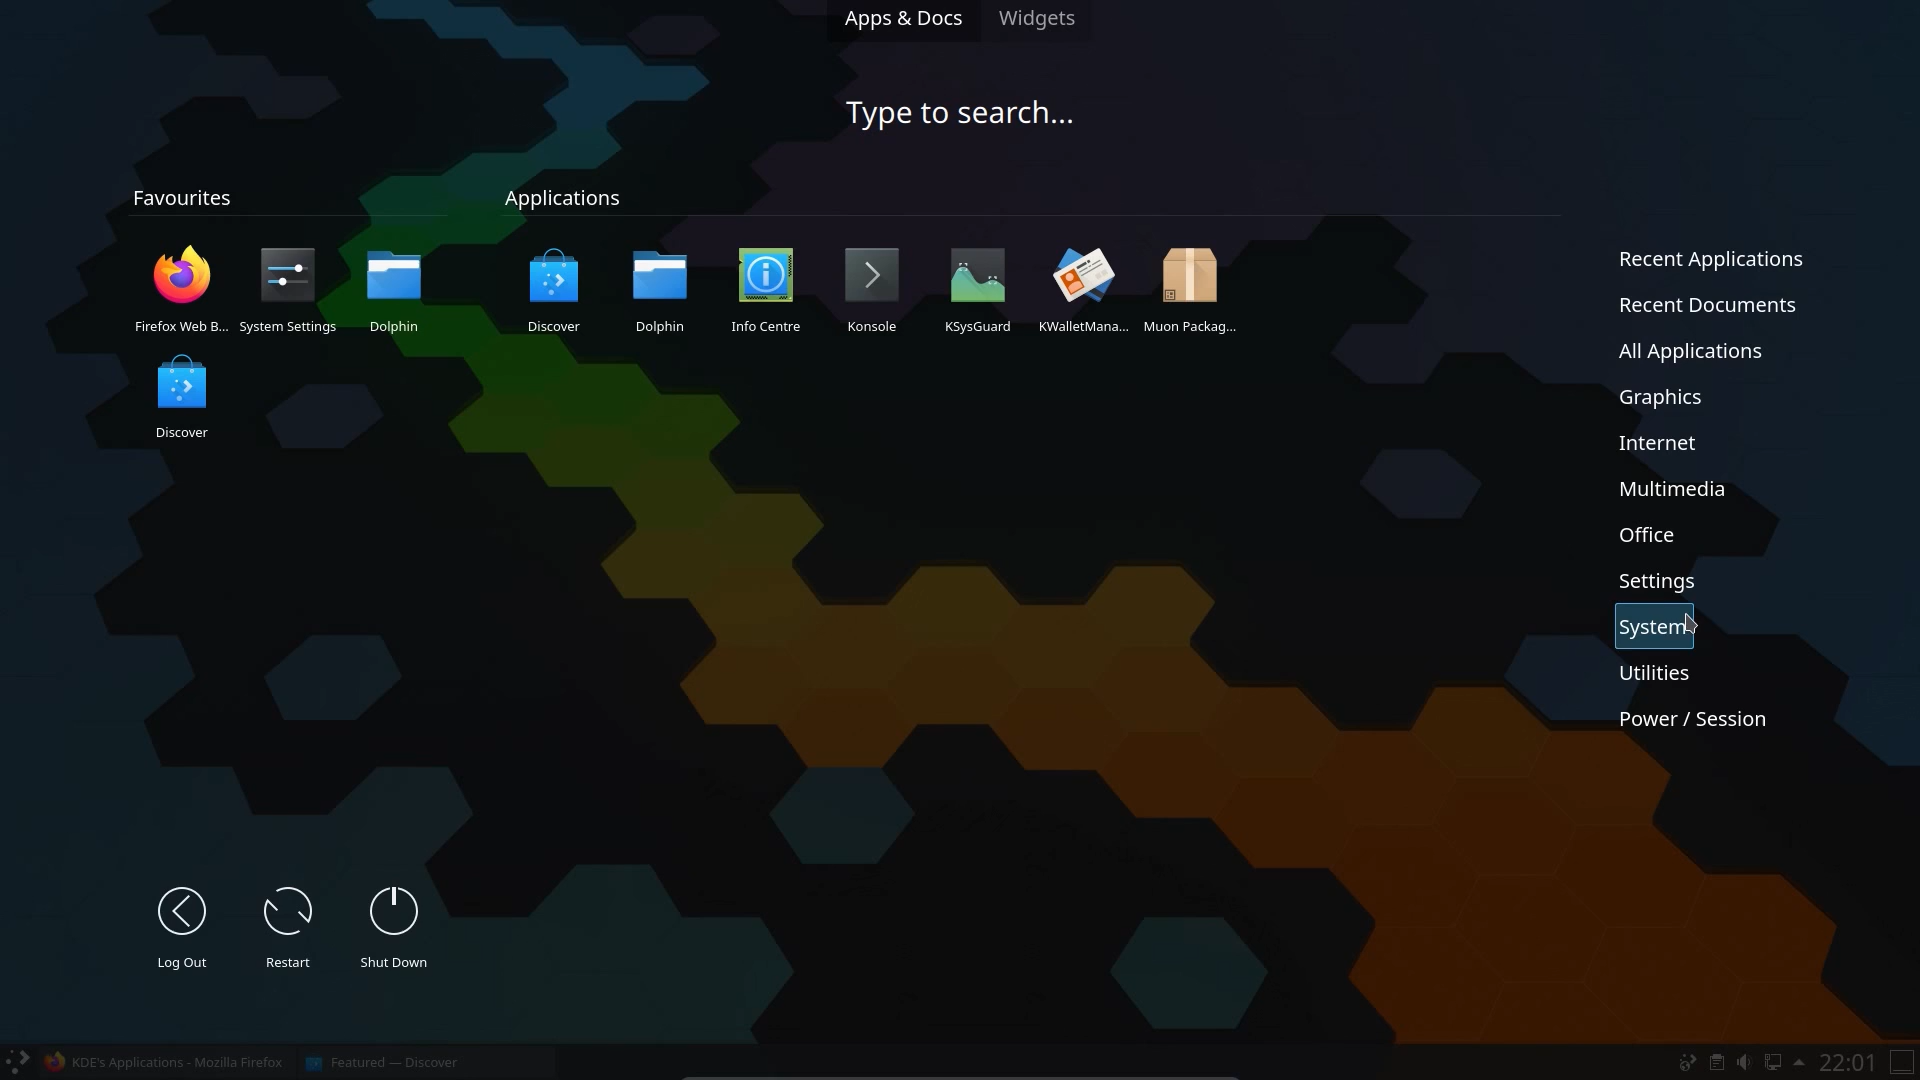 Apps & Docs Widgets
Type to search...
Favourites
Applications
Firefox Web B... System Settings Dolphin
Discover
Discover Dolphin Info Centre Konsole KSysGuard KWalletMana... Muon Packag...
Recent Applications
Recent Documents
All Applications
Graphics
Internet
Multimedia
Office
Settings
System
Utilities
Power / Session
Log Out Restart Shut Down
KDE's Applications - Mozilla Firefox Featured — Discover 22:01